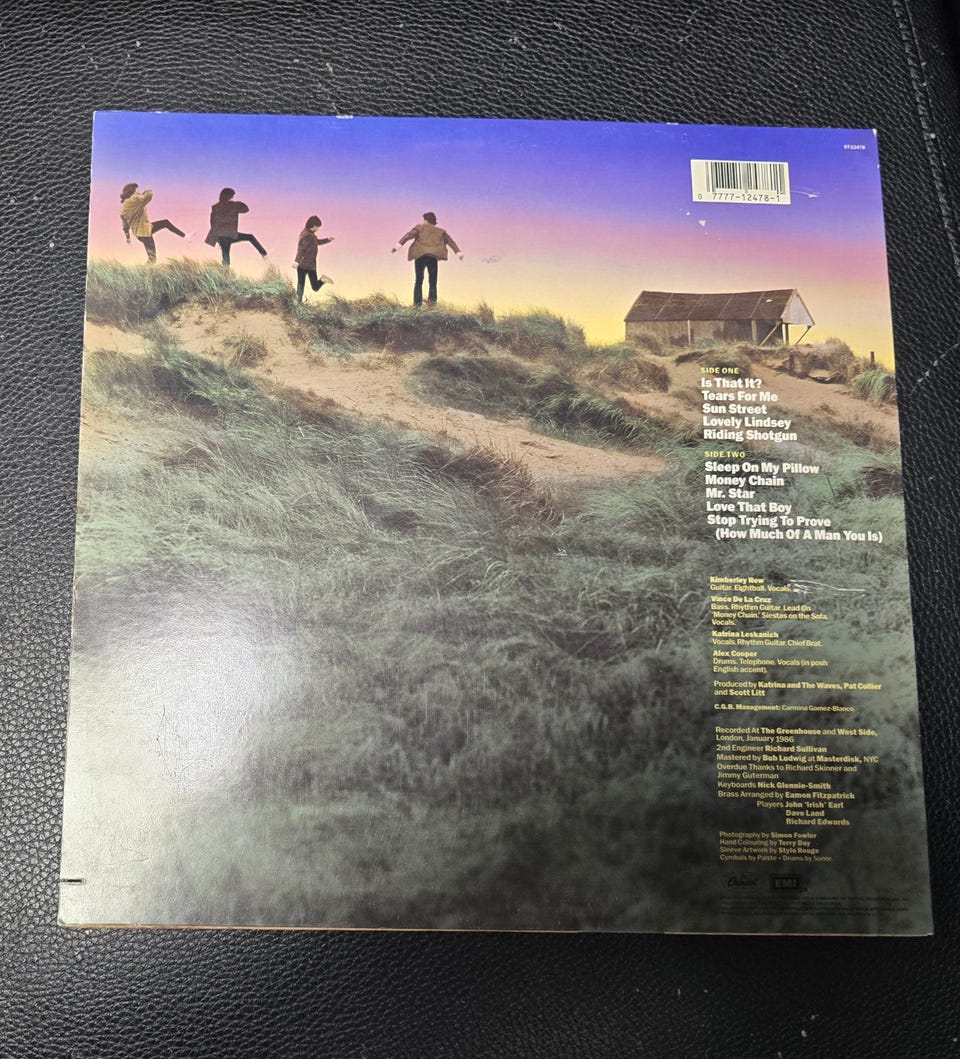 ST-12478
0 7777-12478-1
SIDE ONE
Is That It?
Tears For Me
Sun Street
Lovely Lindsey
Riding Shotgun
SIDE TWO
Sleep On My Pillow
Money Chain
Mr. Star
Love That Boy
Stop Trying To Prove
(How Much Of A Man You Is)
Kimberley Rew
Guitar. Eightball. Vocals.
Vince De La Cruz
Bass. Rhythm Guitar. Lead On
'Money Chain.' Siestas on the Sofa.
Vocals.
Katrina Leskanich
Vocals. Rhythm Guitar. Chief Brat.
Alex Cooper
Drums. Telephone. Vocals (in posh
English accent).
Produced by Katrina and The Waves, Pat Collier
and Scott Litt
C.G.B. Management: Carmina Gomez-Blanco.
Recorded At The Greenhouse and West Side,
London, January 1986
2nd Engineer Richard Sullivan
Mastered by Bob Ludwig at Masterdisk, NYC
Overdue Thanks to Richard Skinner and
Jimmy Guterman
Keyboards Nick Glennie-Smith
Brass Arranged by Eamon Fitzpatrick
Players John 'Irish' Earl
Dave Land
Richard Edwards
Photography by Simon Fowler
Hand Colouring by Terry Day
Sleeve Artwork by Stylo Rouge
Cymbals by Paiste • Drums by Sonor.
Capitol
EMI